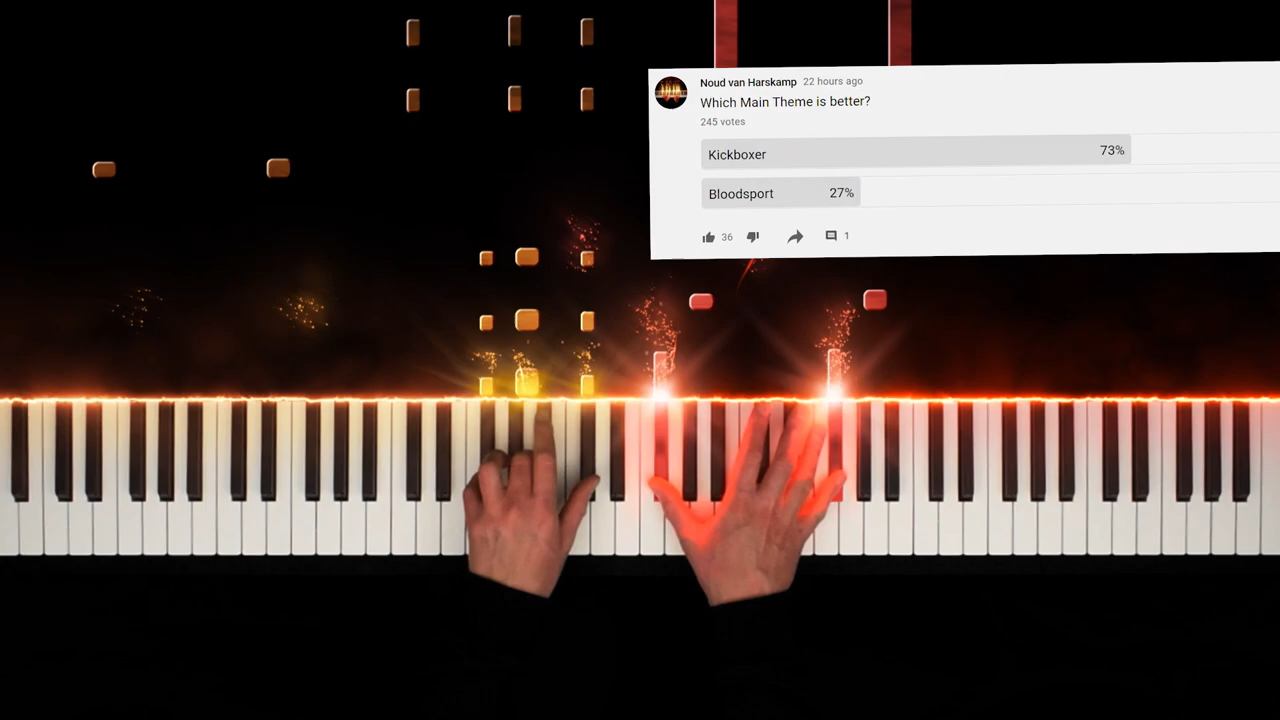 Noud van Harskamp 22 hours ago
Which Main Theme is better?
245 votes
Kickboxer 73%
Bloodsport 27%
36 1